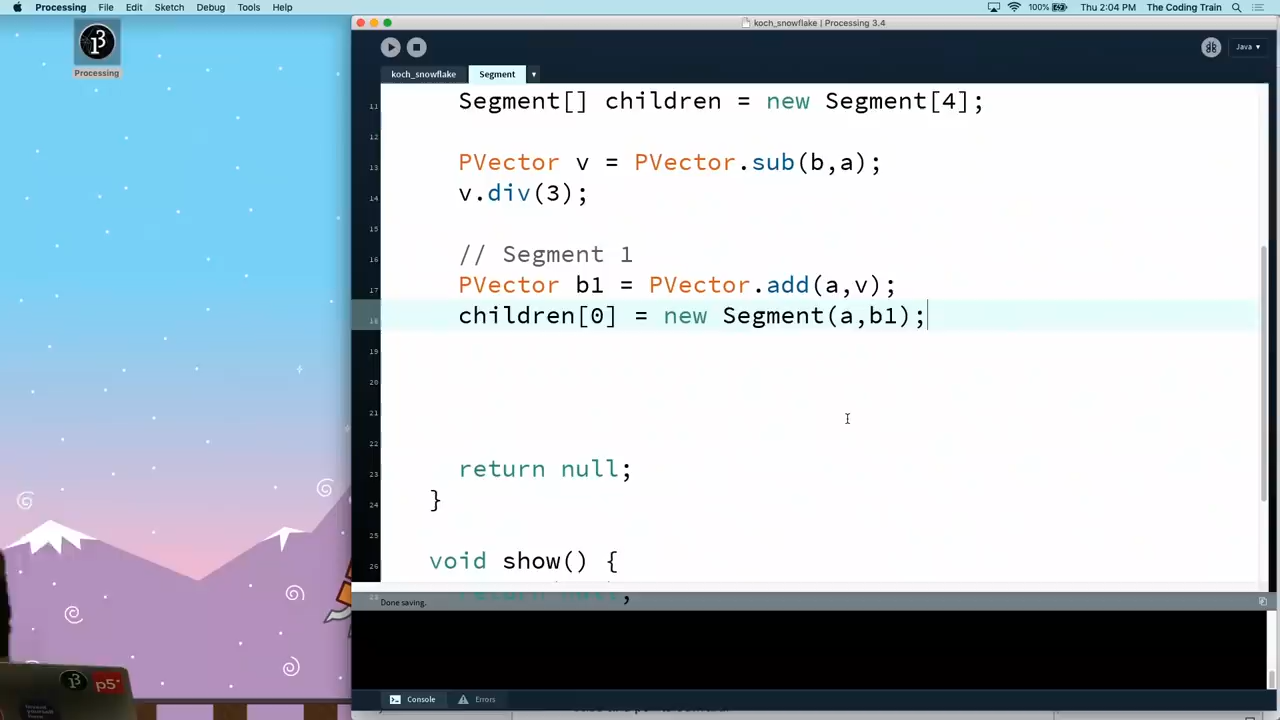 Processing File Edit Sketch Debug Tools Help 100% Thu 2:04 PM The Coding Train
Processing
koch_snowflake | Processing 3.4
Java
koch_snowflake Segment
11 Segment[] children = new Segment[4];
12
13 PVector v = PVector.sub(b,a);
14 v.div(3);
15
16 // Segment 1
17 PVector b1 = PVector.add(a,v);
18 children[0] = new Segment(a,b1);
19
20
21
22
23 return null;
24 }
25
26 void show() {
return null;
Done saving.
p5*
Console Errors